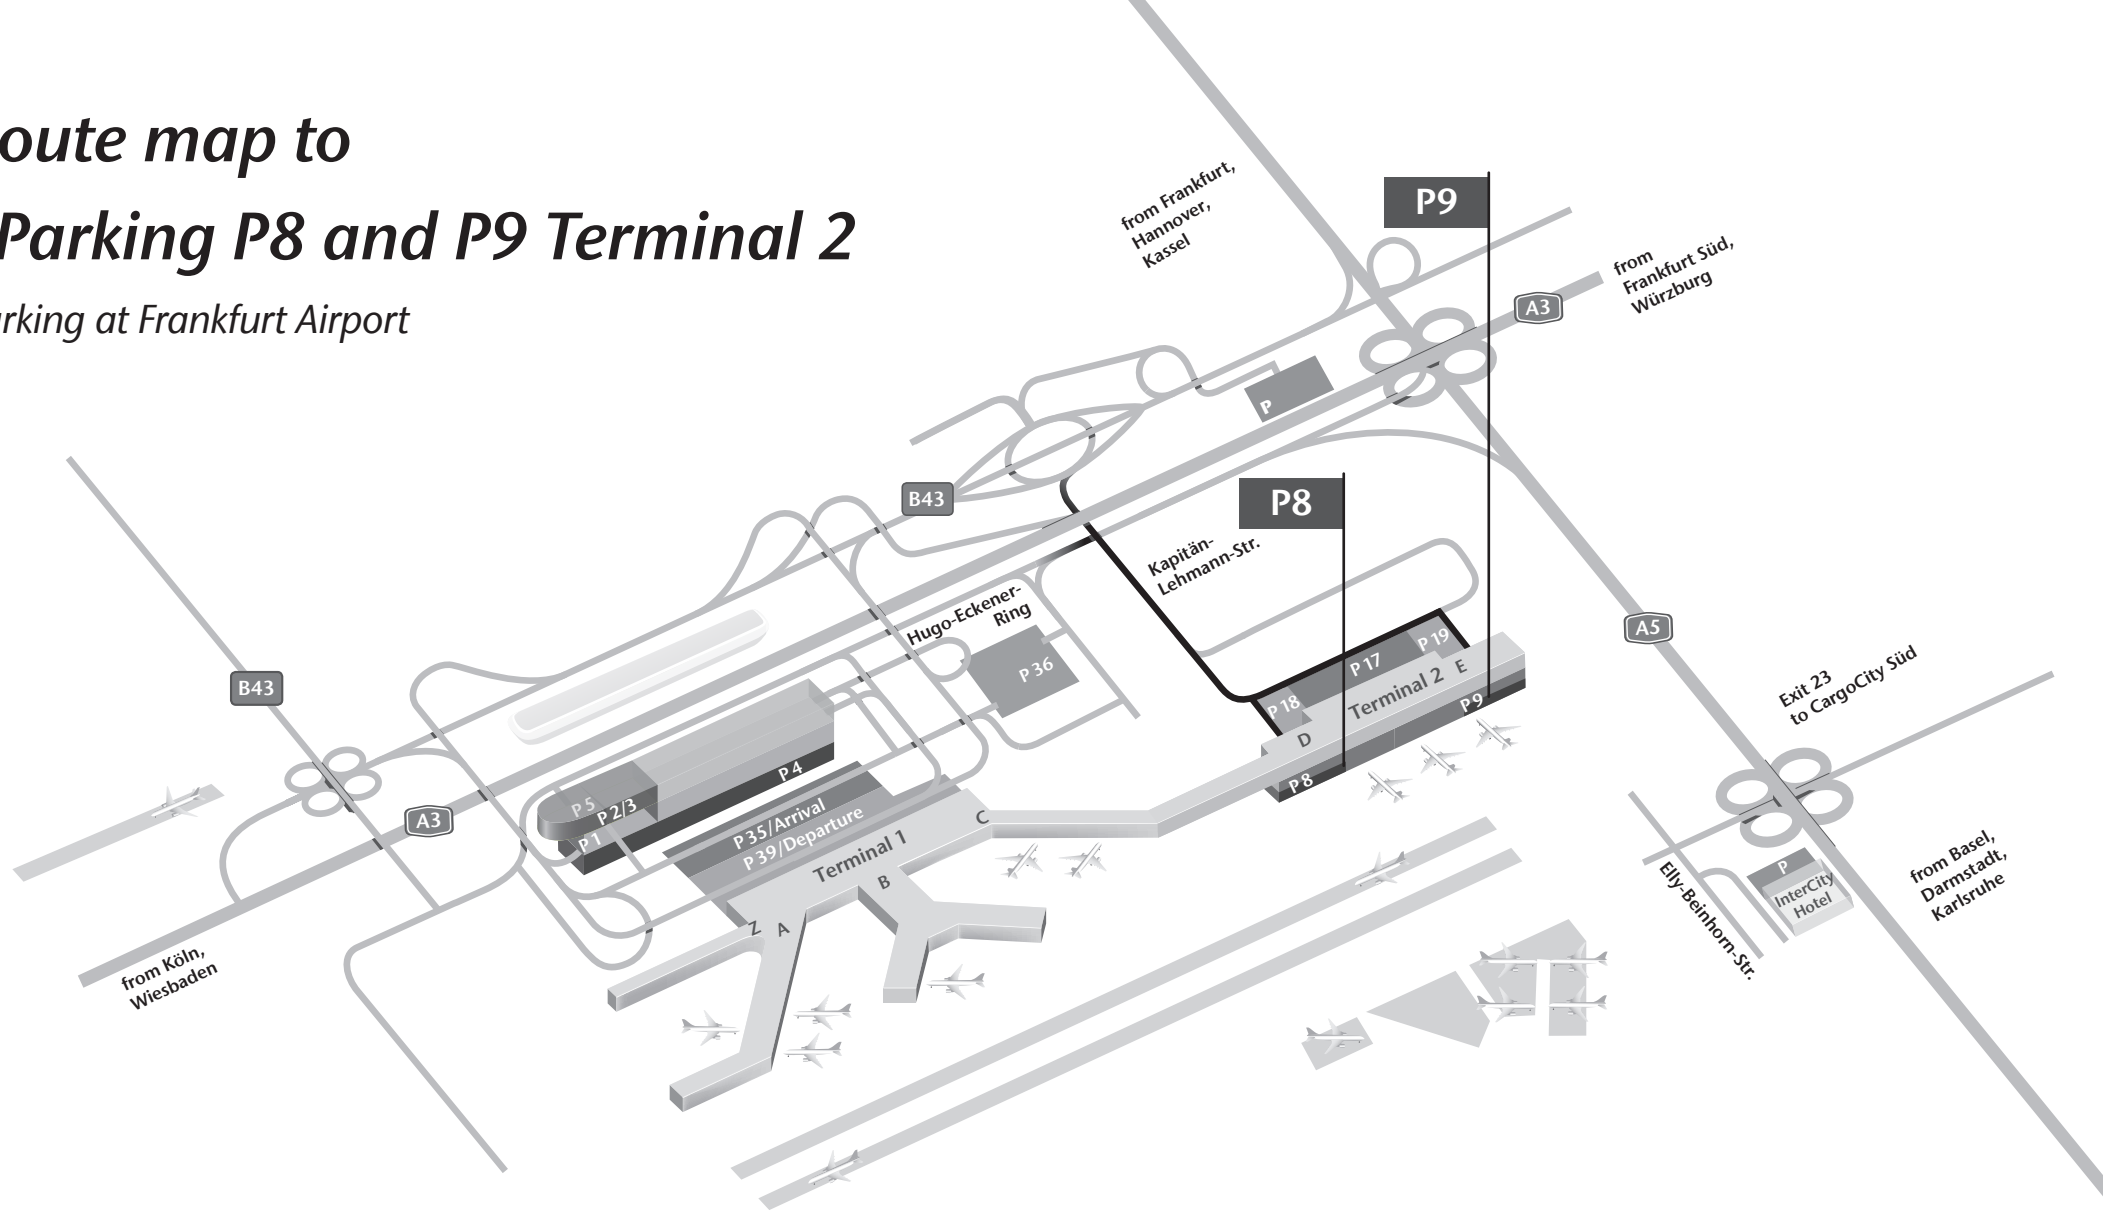 oute map to
Parking P8 and P9 Terminal 2
rking at Frankfurt Airport
from Frankfurt,
Hannover,
Kassel
P9
from
Frankfurt Süd,
Würzburg
A3
P
B43
P8
Kapitän-
Lehmann-Str.
Hugo-Eckener-
Ring
P 36
P 19
P 17
P 18
Terminal 2
E
D
P9
P8
A5
Exit 23
to CargoCity Süd
B43
A3
P 4
P 5
P 2/3
P 1
P 35/Arrival
P 39/Departure
Terminal 1
C
B
Z
A
from Köln,
Wiesbaden
P
InterCity
Hotel
Elly-Beinhorn-Str.
from Basel,
Darmstadt,
Karlsruhe